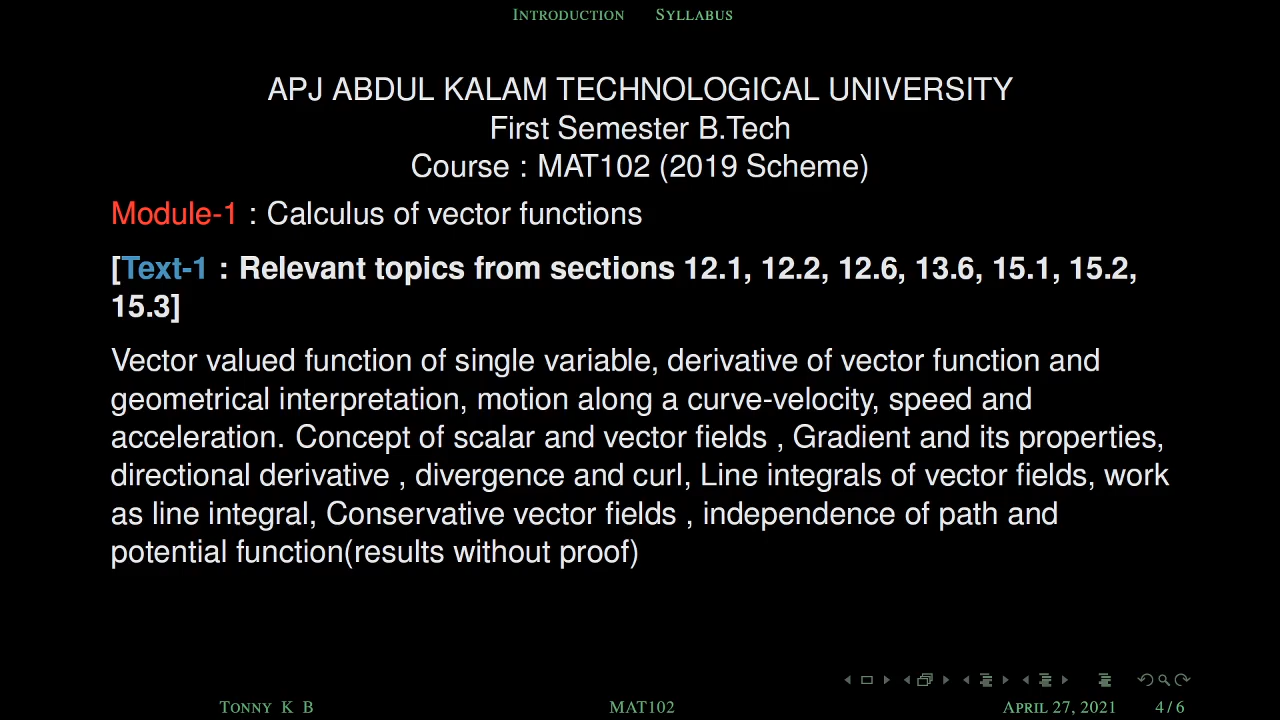 INTRODUCTION SYLLABUS
APJ ABDUL KALAM TECHNOLOGICAL UNIVERSITY
First Semester B.Tech
Course : MAT102 (2019 Scheme)
Module-1 : Calculus of vector functions
[Text-1 : Relevant topics from sections 12.1, 12.2, 12.6, 13.6, 15.1, 15.2,
15.3]
Vector valued function of single variable, derivative of vector function and
geometrical interpretation, motion along a curve-velocity, speed and
acceleration. Concept of scalar and vector fields , Gradient and its properties,
directional derivative , divergence and curl, Line integrals of vector fields, work
as line integral, Conservative vector fields , independence of path and
potential function(results without proof)
TONNY K B MAT102 APRIL 27, 2021 4 / 6